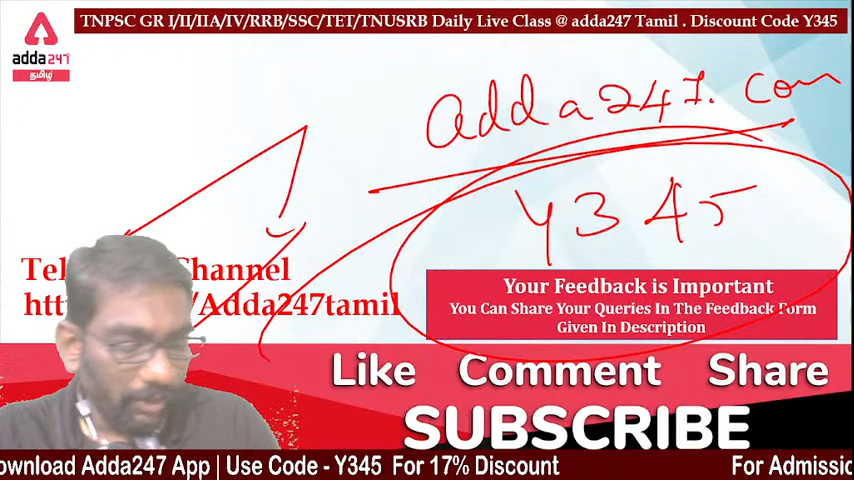 TNPSC GR I/II/IIA/IV/RRB/SSC/TET/TNUSRB Daily Live Class @ adda247 Tamil . Discount Code Y345
adda247
தமிழ்
Adda247.com
Y345
Channel
/Adda247tamil
Your Feedback is Important
You Can Share Your Queries In The Feedback Form
Given In Description
Like Comment Share
SUBSCRIBE
ownload Adda247 App | Use Code - Y345 For 17% Discount For Admissio